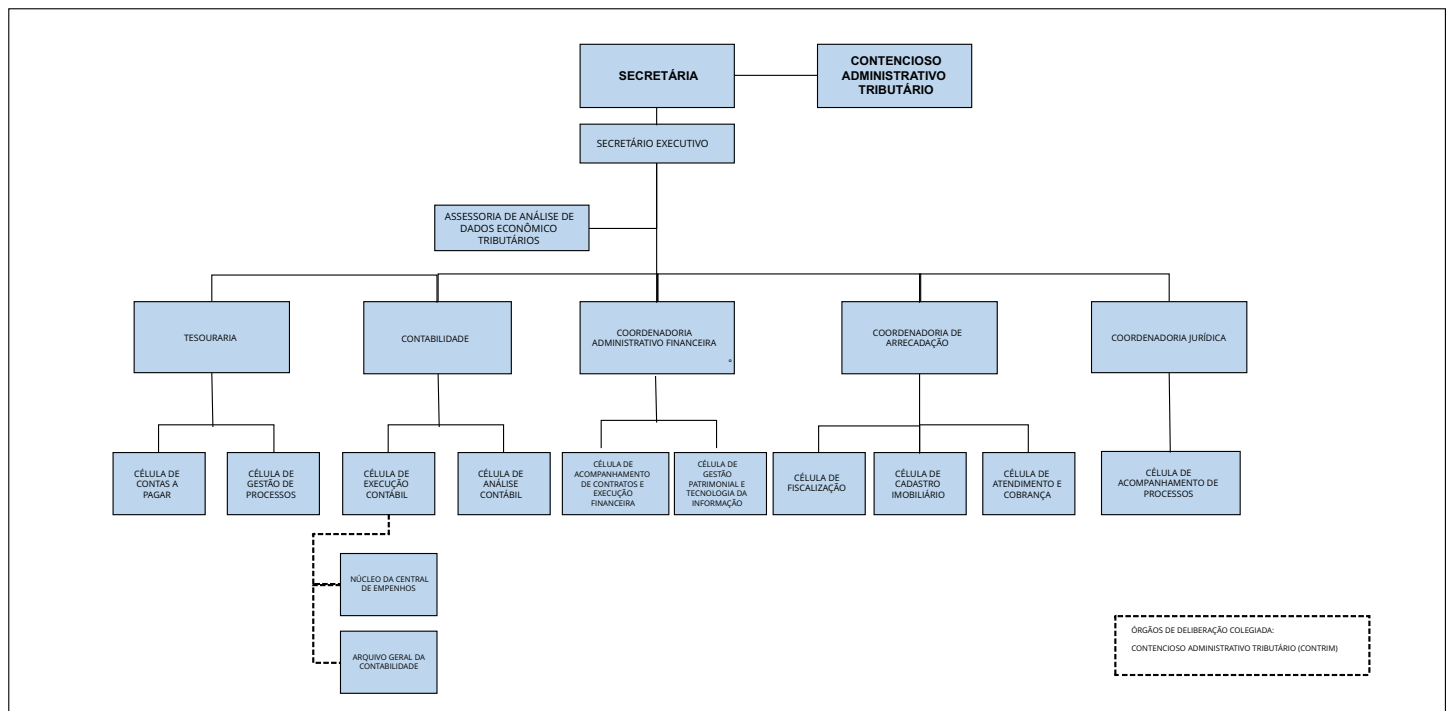 SECRETÁRIA
CONTENCIOSO
ADMINISTRATIVO
TRIBUTÁRIO
SECRETÁRIO EXECUTIVO
ASSESSORIA DE ANÁLISE DE
DADOS ECONÔMICO
TRIBUTÁRIOS
TESOURARIA
CONTABILIDADE
COORDENADORIA
ADMINISTRATIVO FINANCEIRA
COORDENADORIA DE
ARRECADAÇÃO
COORDENADORIA JURÍDICA
CÉLULA DE
CONTAS A
PAGAR
CÉLULA DE
GESTÃO DE
PROCESSOS
CÉLULA DE
EXECUÇÃO
CONTÁBIL
CÉLULA DE
ANÁLISE
CONTÁBIL
CÉLULA DE
ACOMPANHAMENTO
DE CONTRATOS E
EXECUÇÃO
FINANCEIRA
CÉLULA DE
GESTÃO
PATRIMONIAL E
TECNOLOGIA DA
INFORMAÇÃO
CÉLULA DE
FISCALIZAÇÃO
CÉLULA DE
CADASTRO
IMOBILIÁRIO
CÉLULA DE
ATENDIMENTO E
COBRANÇA
CÉLULA DE
ACOMPANHAMENTO DE
PROCESSOS
NÚCLEO DA CENTRAL
DE EMPENHOS
ARQUIVO GERAL DA
CONTABILIDADE
ÓRGÃOS DE DELIBERAÇÃO COLEGIADA:
CONTENCIOSO ADMINISTRATIVO TRIBUTÁRIO (CONTRIM)